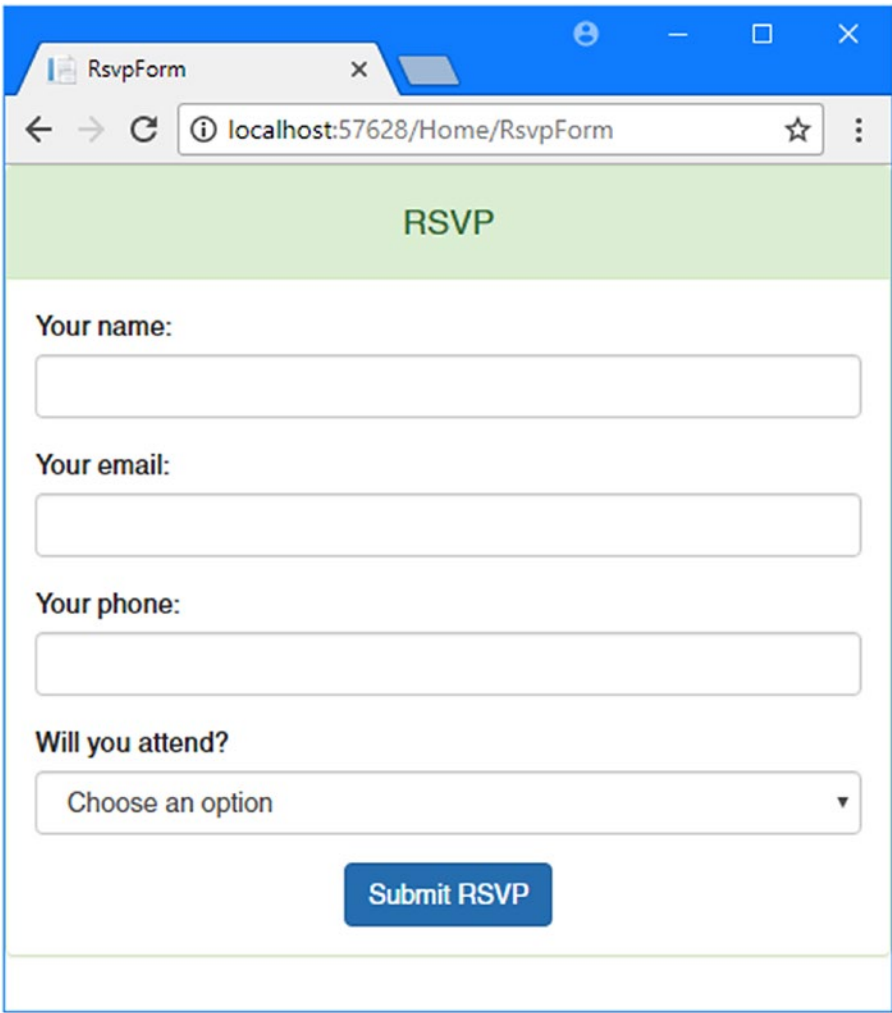 RsvpForm
localhost:57628/Home/RsvpForm
RSVP
Your name:
Your email:
Your phone:
Will you attend?
Choose an option
Submit RSVP